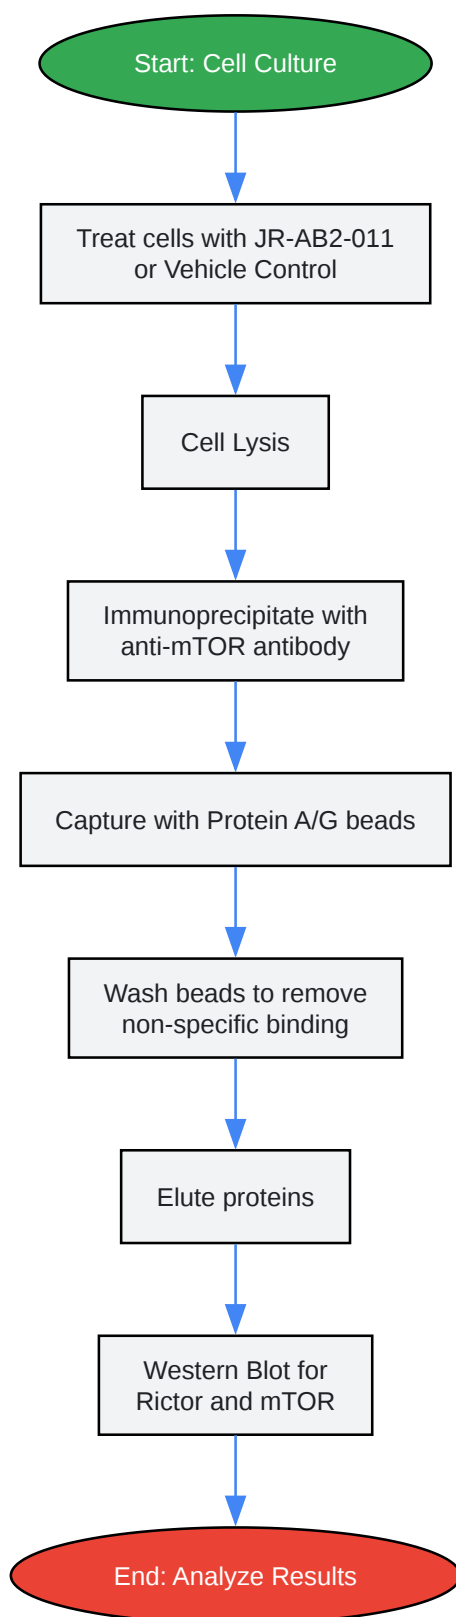 Start: Cell Culture
Treat cells with JR-AB2-011
or Vehicle Control
Cell Lysis
Immunoprecipitate with
anti-mTOR antibody
Capture with Protein A/G beads
Wash beads to remove
non-specific binding
Elute proteins
Western Blot for
Rictor and mTOR
End: Analyze Results